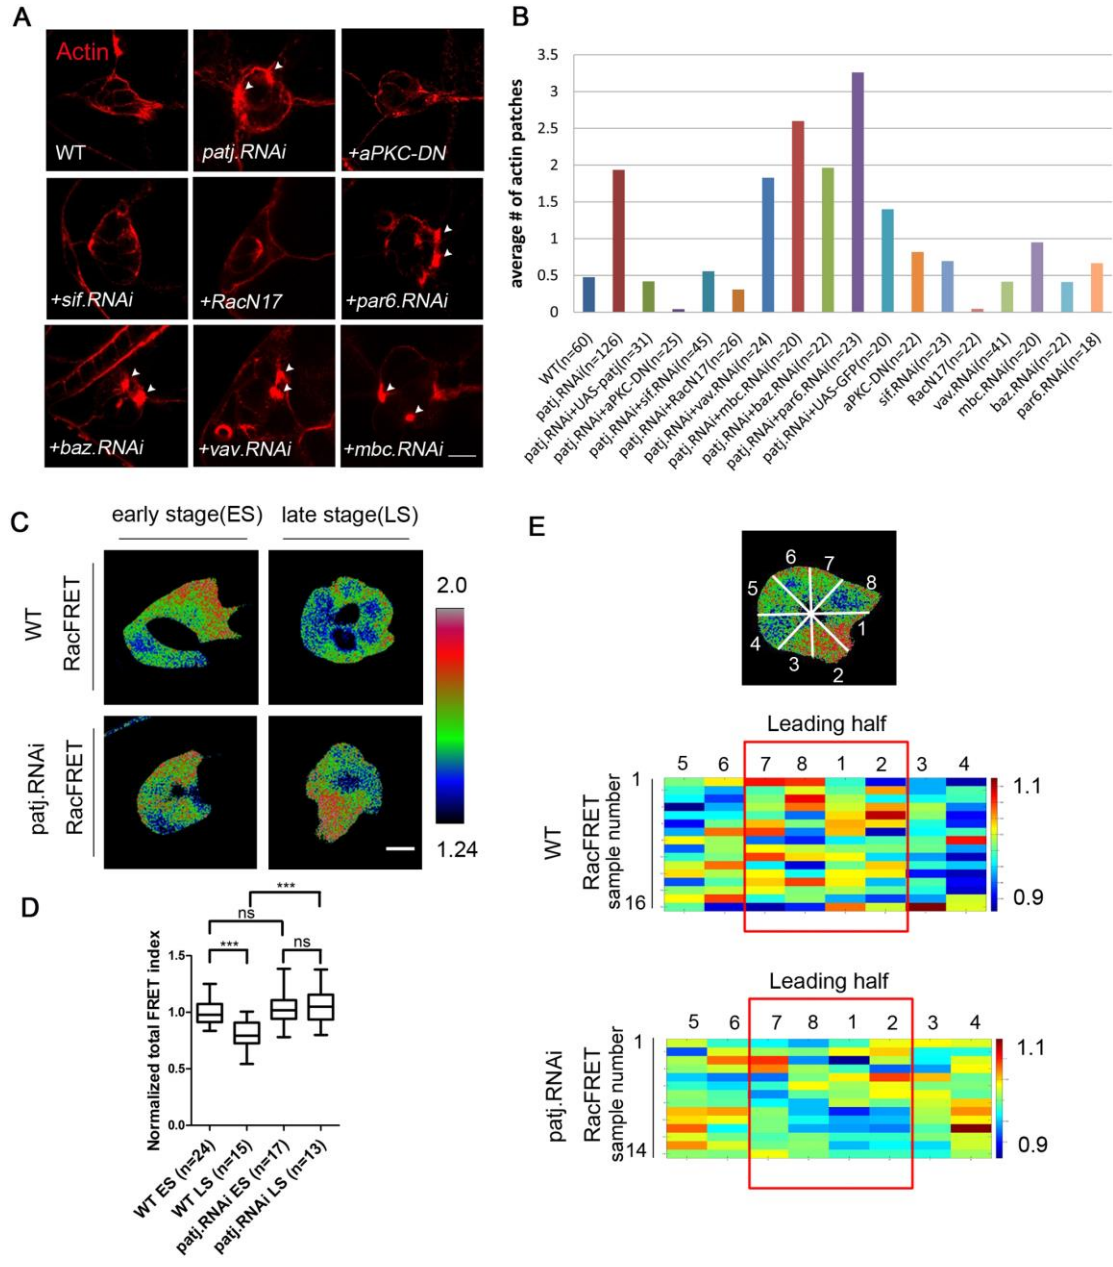 A
Actin
WT
patj.RNAi
+aPKC-DN
+sif.RNAi
+RacN17
+par6.RNAi
+baz.RNAi
+vav.RNAi
+mbc.RNAi
B
average # of actin patches
3.5
3
2.5
2
1.5
1
0.5
0
WT(n=60)
patj.RNAi(n=126)
patj.RNAi+UAS-patj(n=31)
patj.RNAi+aPKC-DN(n=25)
patj.RNAi+sif.RNAi(n=45)
patj.RNAi+RacN17(n=26)
patj.RNAi+vav.RNAi(n=24)
patj.RNAi+mbc.RNAi(n=20)
patj.RNAi+baz.RNAi(n=22)
patj.RNAi+par6.RNAi(n=23)
patj.RNAi+UAS-GFP(n=20)
aPKC-DN(n=22)
sif.RNAi(n=23)
RacN17(n=22)
vav.RNAi(n=41)
mbc.RNAi(n=20)
baz.RNAi(n=22)
par6.RNAi(n=18)
C
early stage(ES)
late stage(LS)
WT
RacFRET
patj.RNAi
RacFRET
2.0
1.24
D
Normalized total FRET index
1.5
1.0
0.5
0.0
***
ns
***
ns
WT ES (n=24)
WT LS (n=15)
patj.RNAi ES (n=17)
patj.RNAi LS (n=13)
E
6
7
5
8
4
1
3
2
Leading half
5 6 7 8 1 2 3 4
WT
RacFRET
sample number
1
16
1.1
0.9
Leading half
5 6 7 8 1 2 3 4
patj.RNAi
RacFRET
sample number
1
14
1.1
0.9